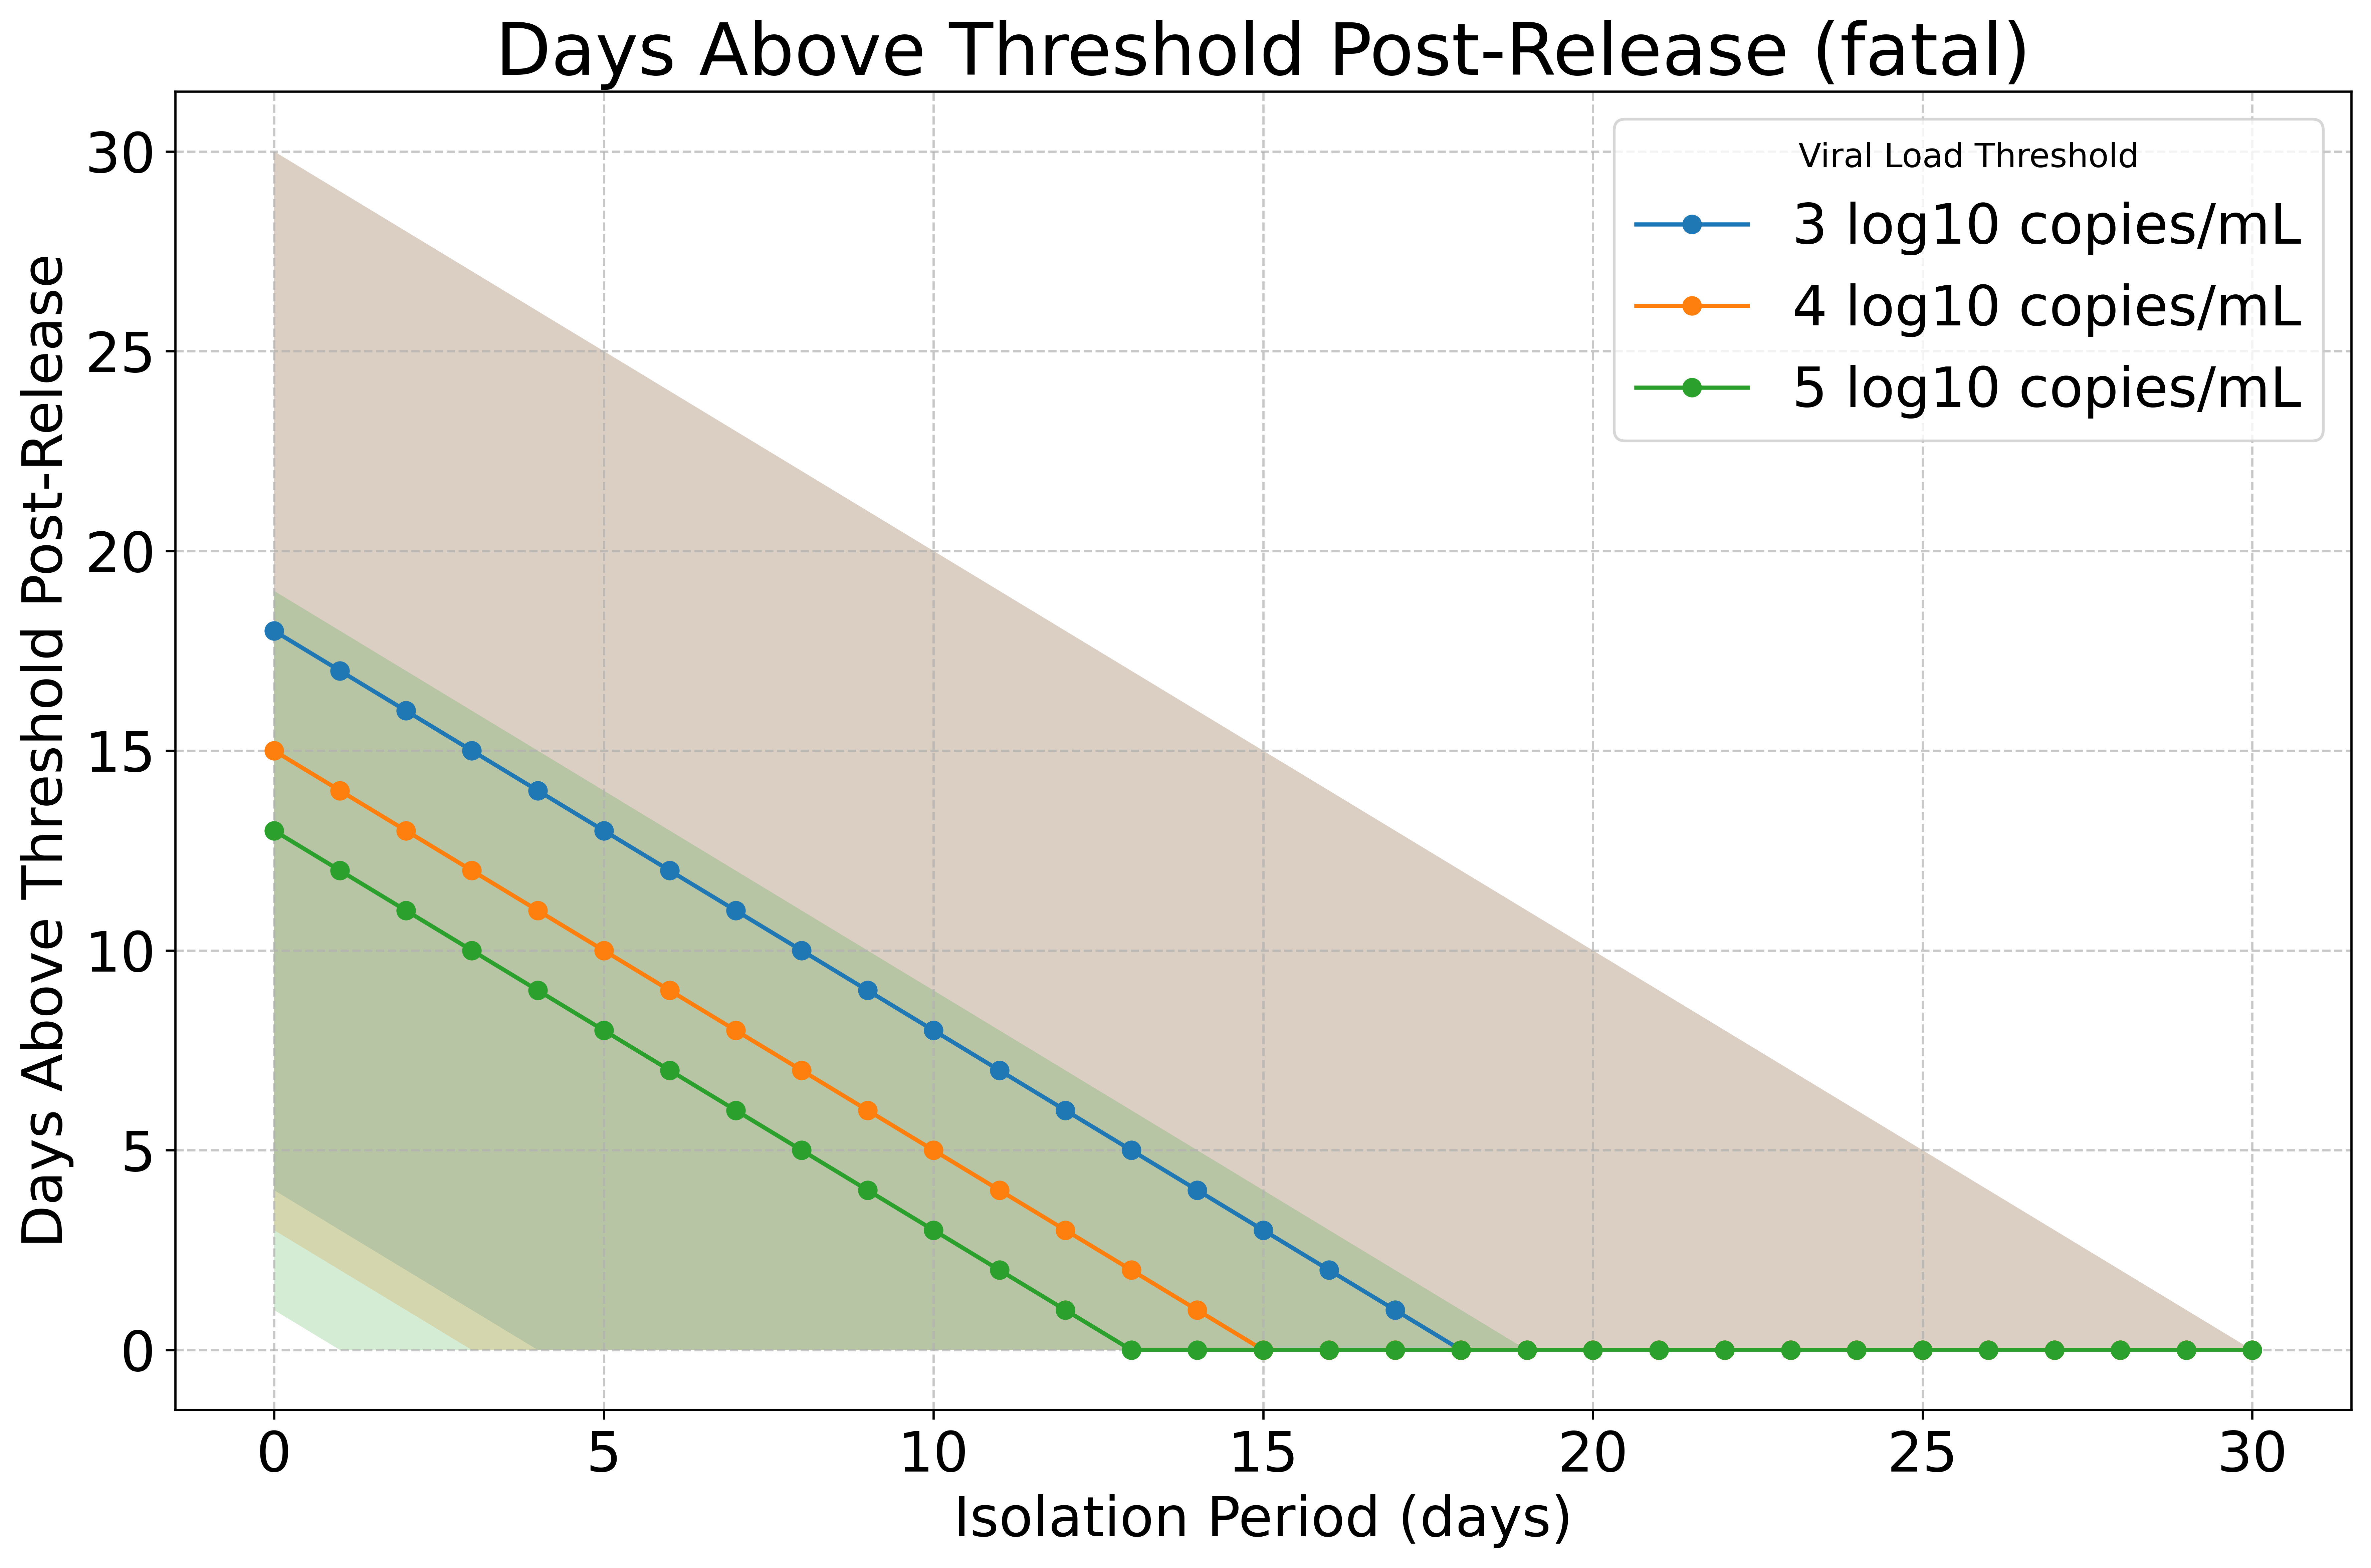 Days Above Threshold Post-Release (fatal)
Days Above Threshold Post-Release
30
25
20
15
10
5
0
Viral Load Threshold
3 log10 copies/mL
4 log10 copies/mL
5 log10 copies/mL
0 5 10 15 20 25 30
Isolation Period (days)